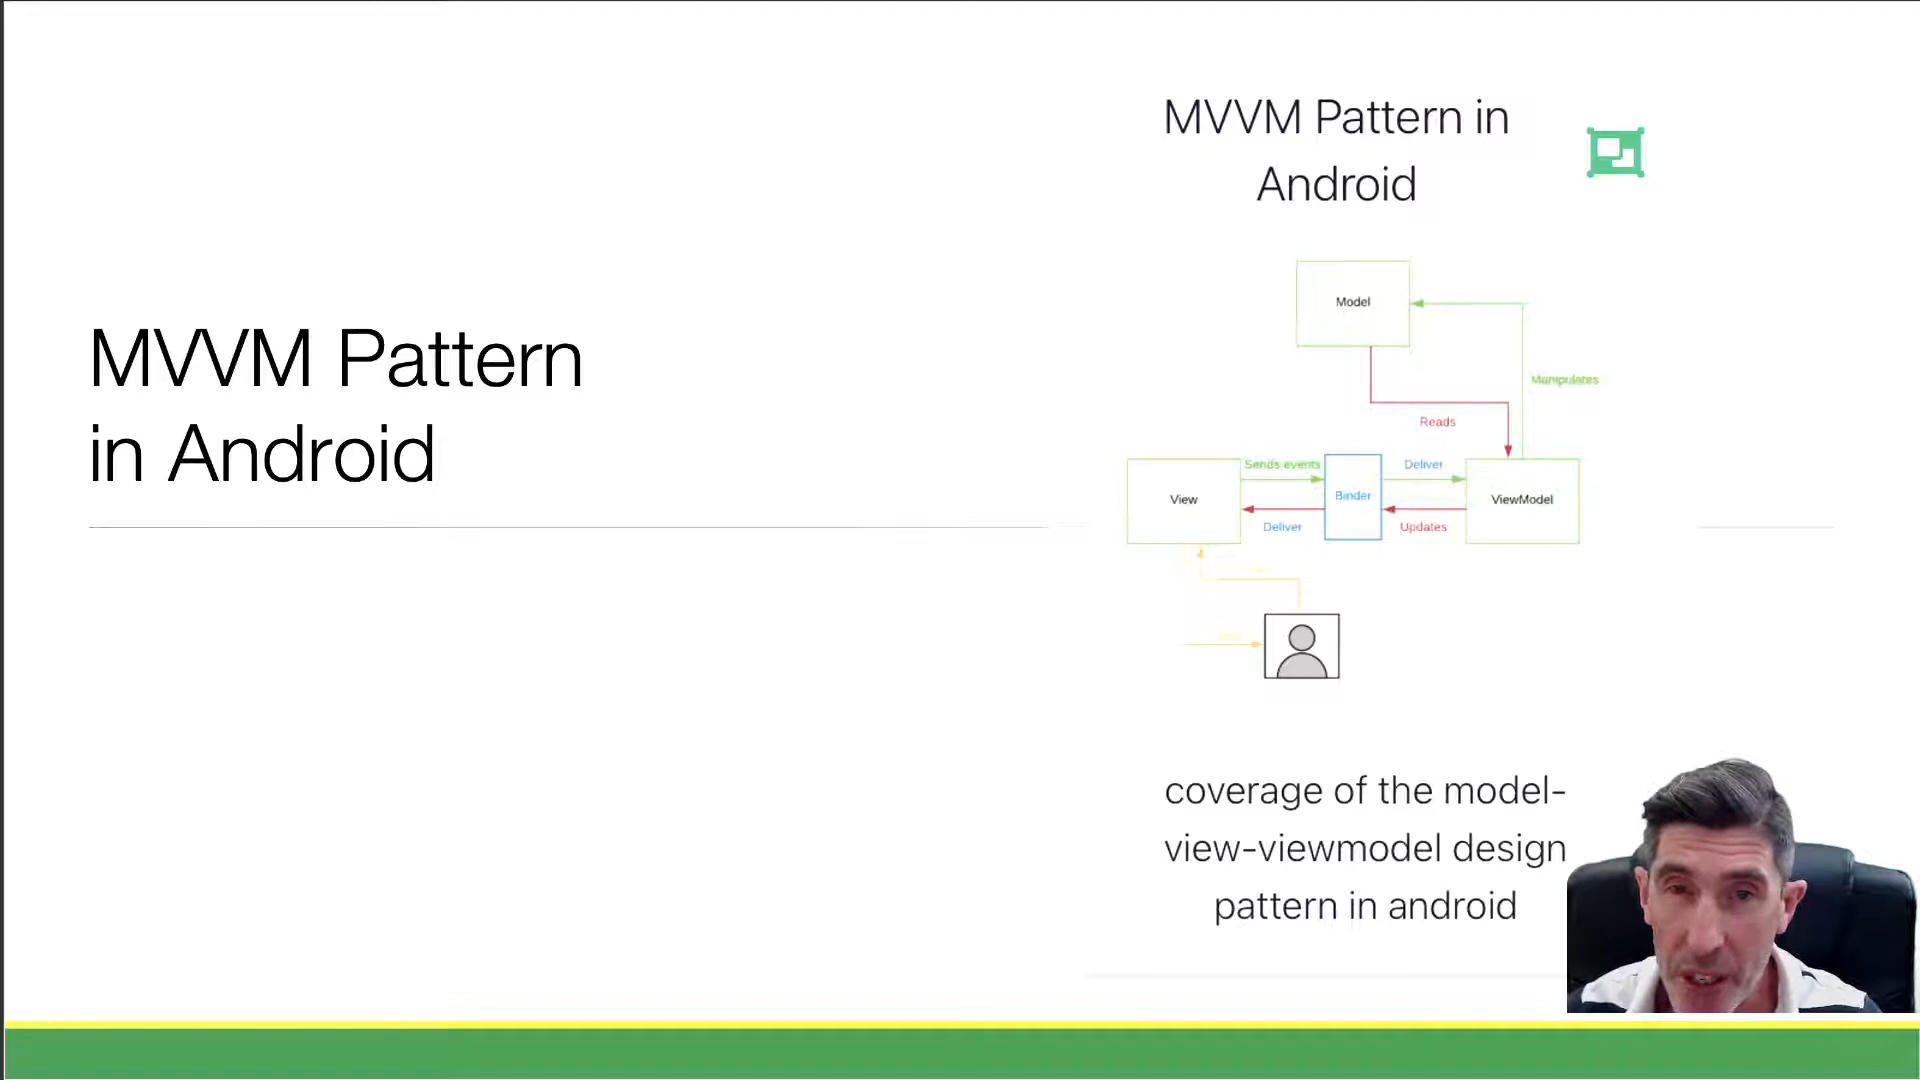 MVVM Pattern
in Android
MVVM Pattern in
Android
Model
Manipulates
Reads
Sends events
Deliver
View
Binder
ViewModel
Deliver
Updates
coverage of the model-
view-viewmodel design
pattern in android